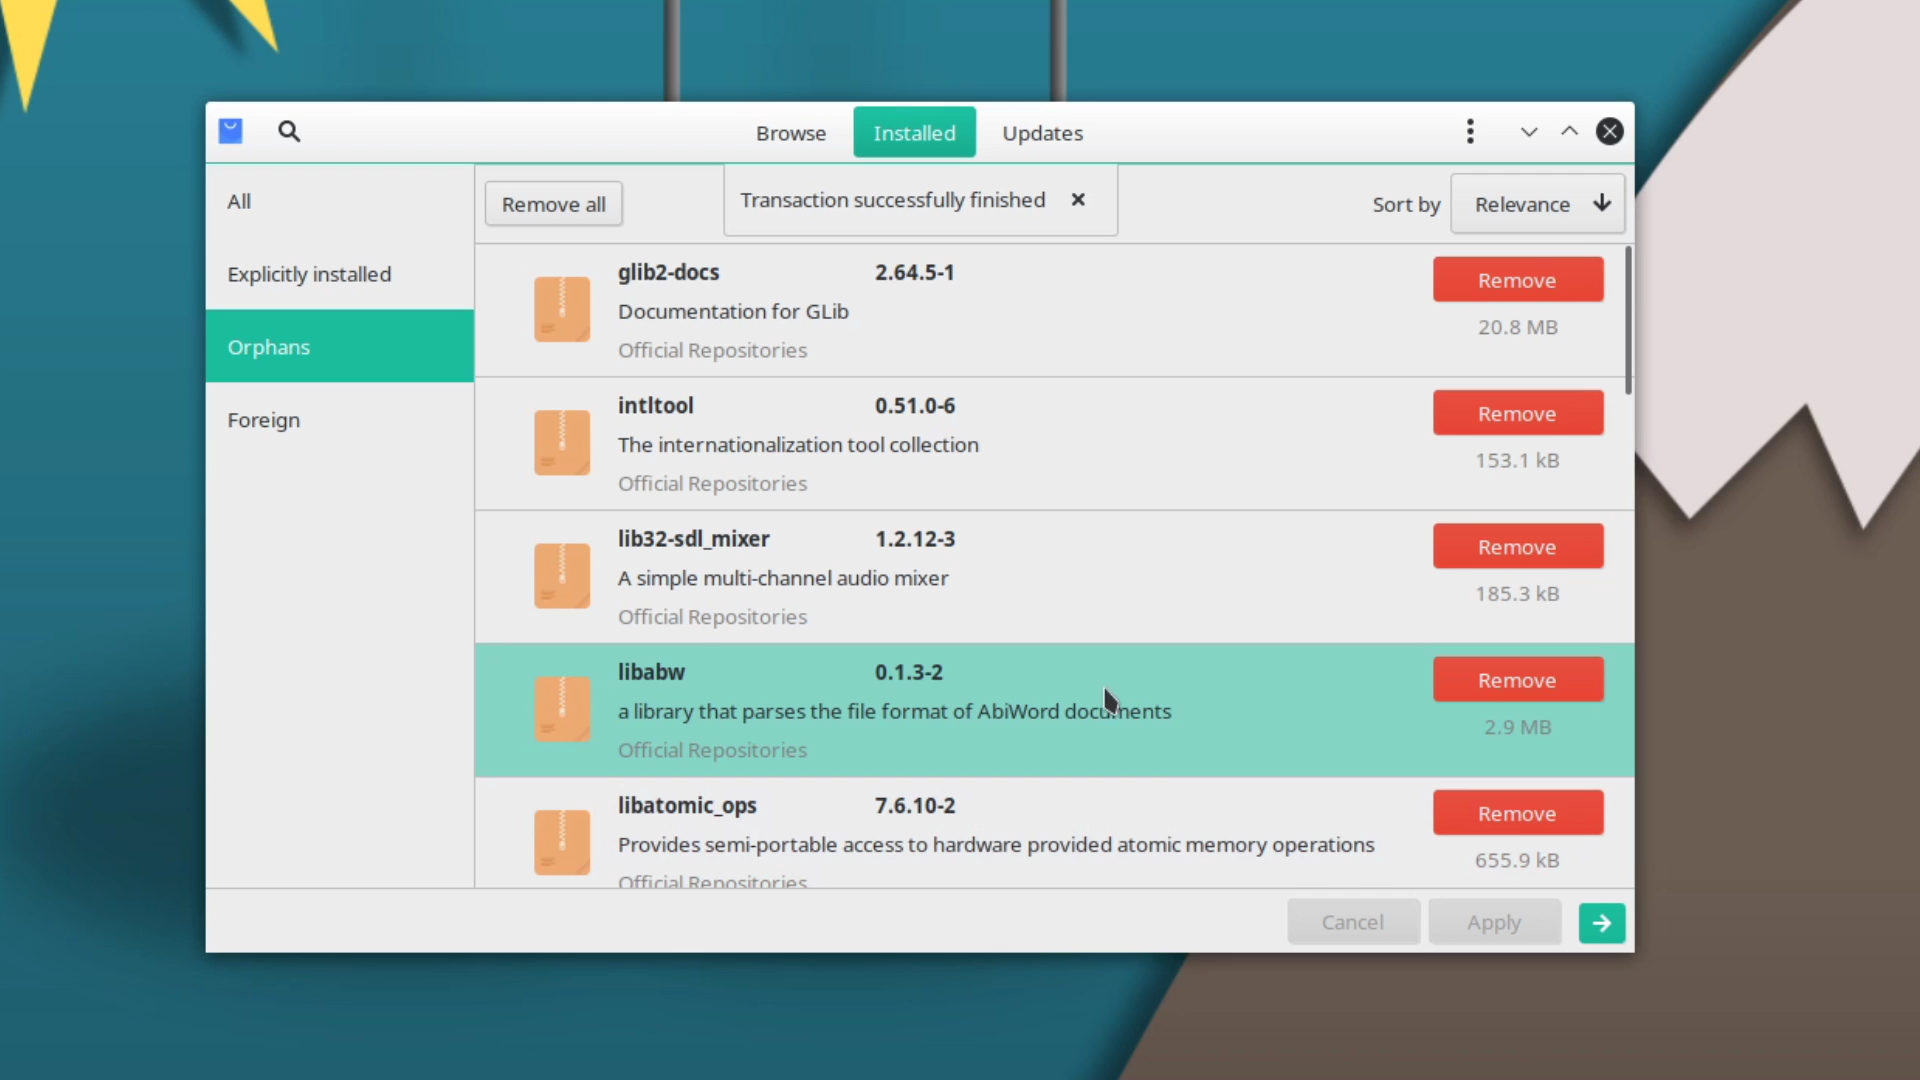 Browse Installed Updates
All
Explicitly installed
Orphans
Foreign
Remove all Transaction successfully finished Sort by Relevance
glib2-docs 2.64.5-1 Remove
Documentation for GLib 20.8 MB
Official Repositories
intltool 0.51.0-6 Remove
The internationalization tool collection 153.1 kB
Official Repositories
lib32-sdl_mixer 1.2.12-3 Remove
A simple multi-channel audio mixer 185.3 kB
Official Repositories
libabw 0.1.3-2 Remove
a library that parses the file format of AbiWord documents 2.9 MB
Official Repositories
libatomic_ops 7.6.10-2 Remove
Provides semi-portable access to hardware provided atomic memory operations 655.9 kB
Official Repositories
Cancel Apply